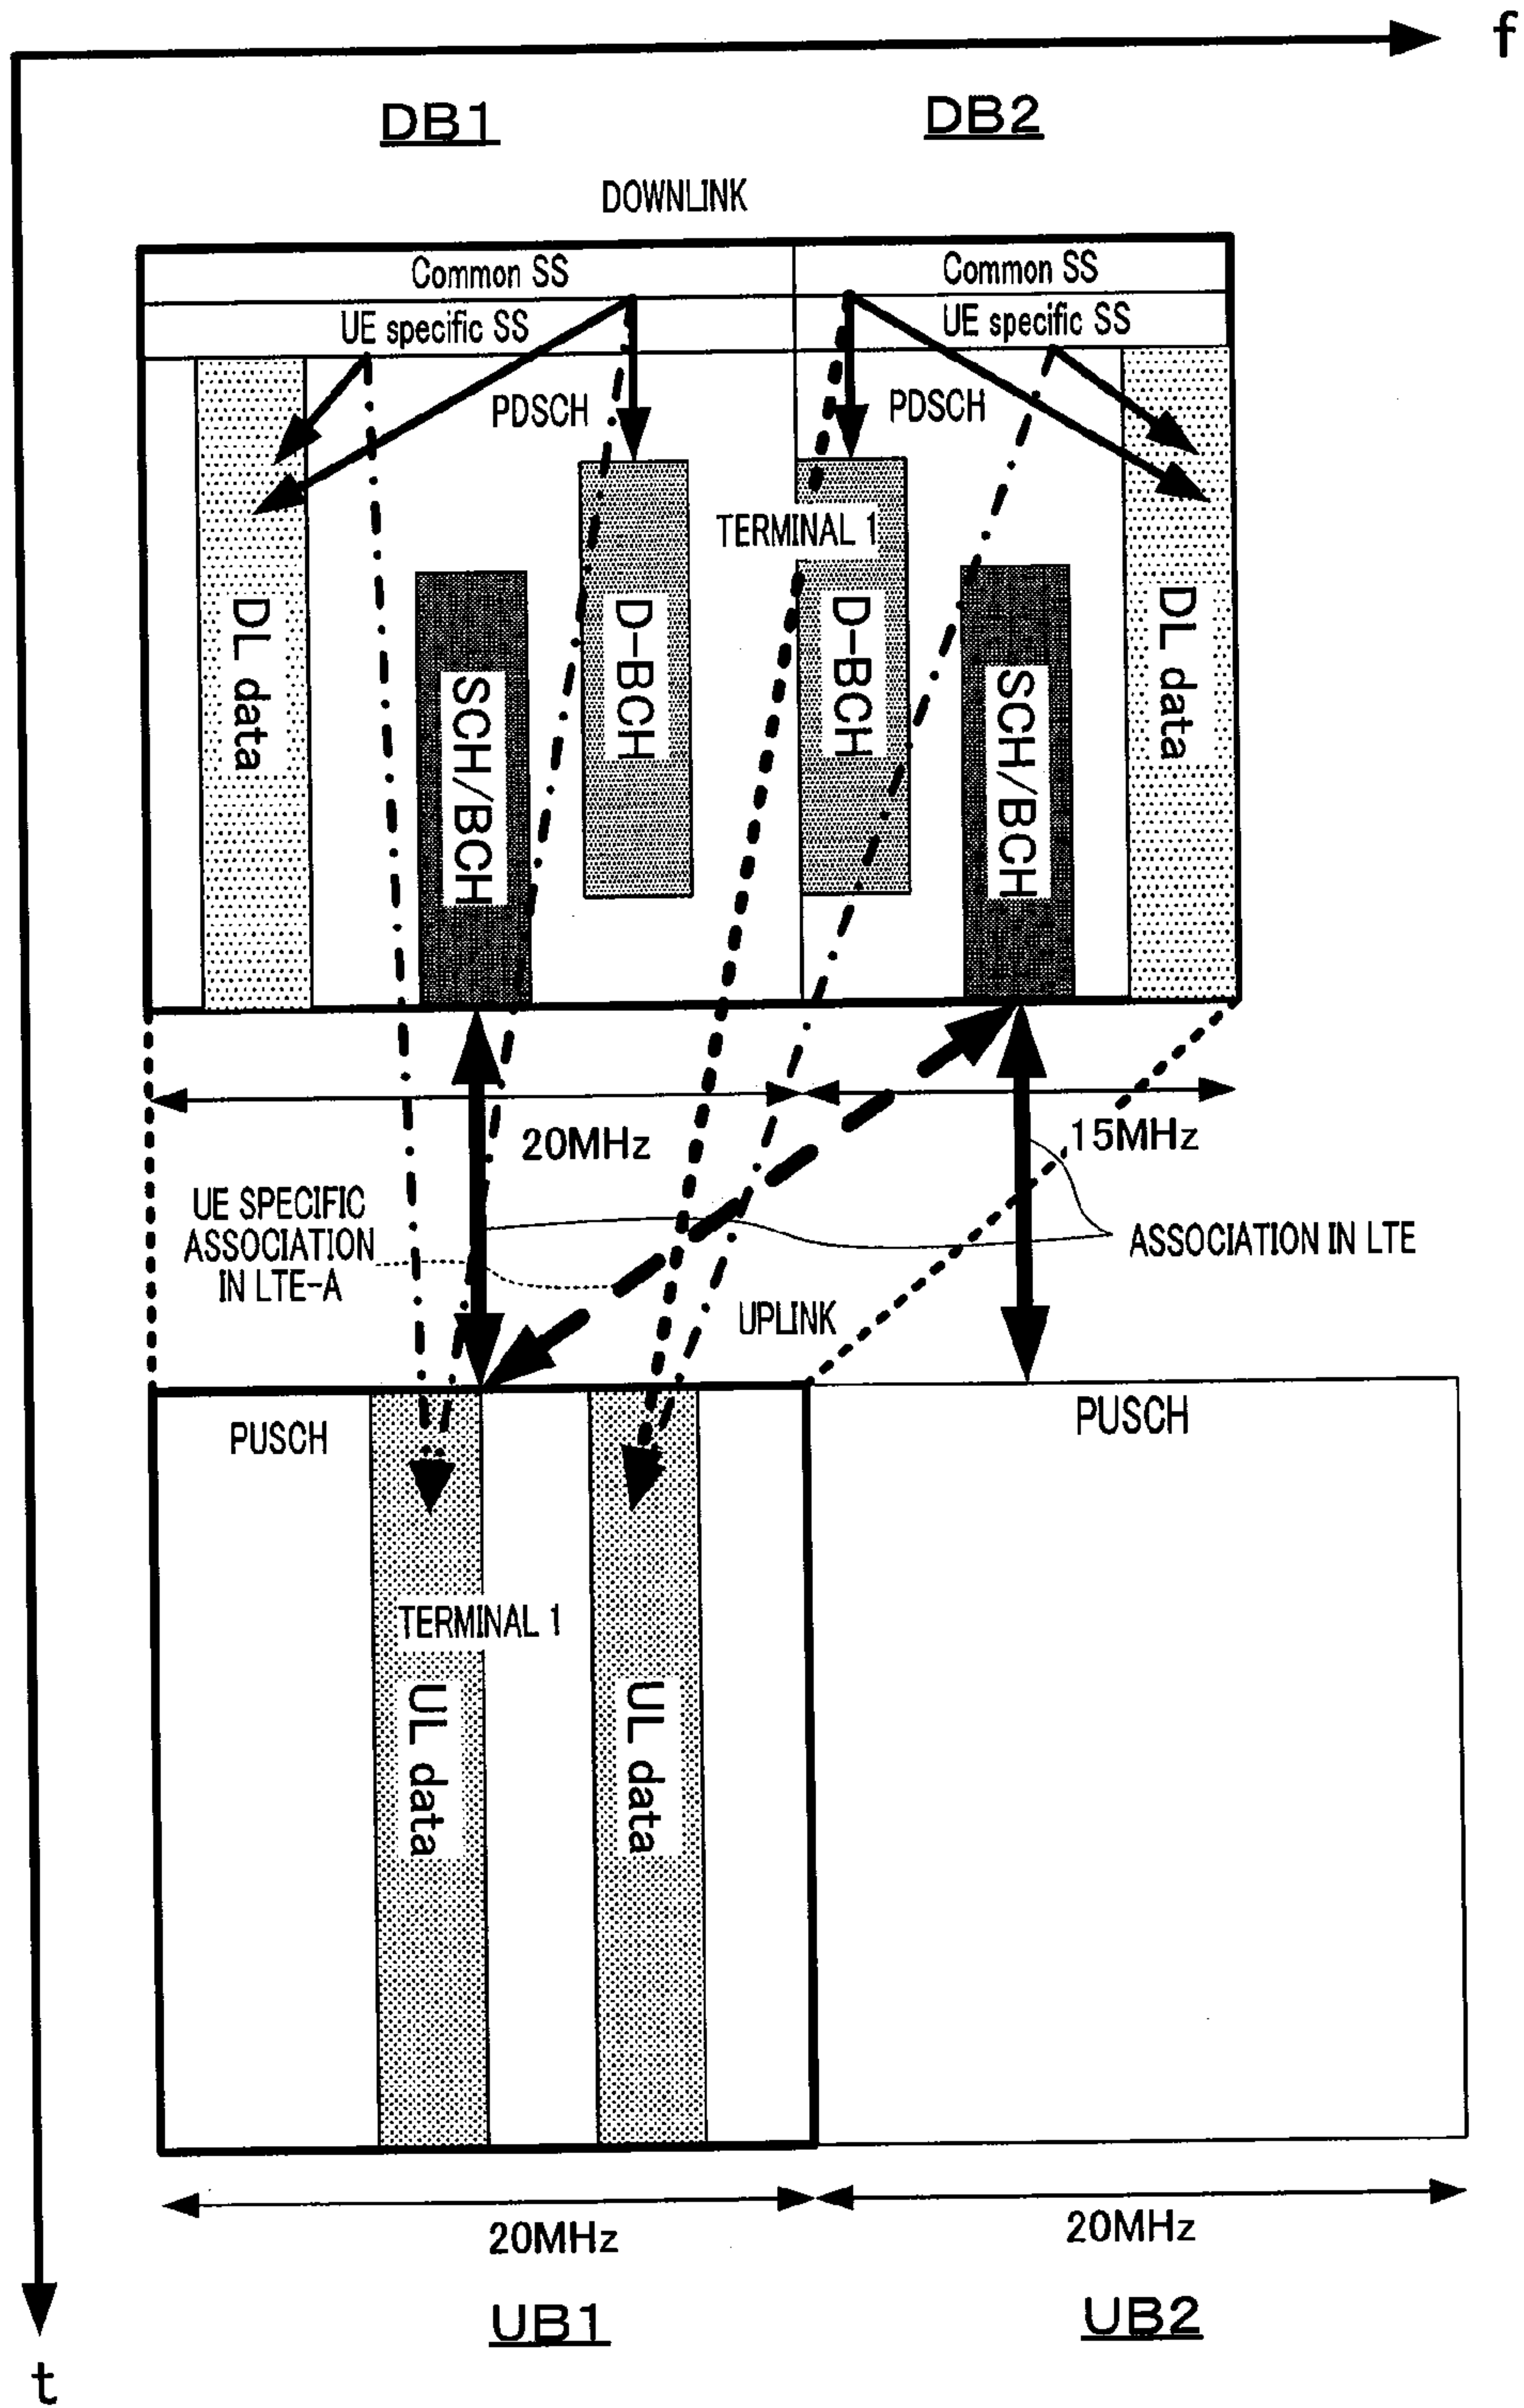 f
DB1
DB2
DOWNLINK
Common SS
Common SS
UE specific SS
UE specific SS
PDSCH
PDSCH
TERMINAL 1
DL data
SCH/BCH
D-BCH
D-BCH
SCH/BCH
DL data
20MHz
15MHz
UE SPECIFIC
ASSOCIATION
IN LTE-A
ASSOCIATION IN LTE
UPLINK
PUSCH
PUSCH
TERMINAL 1
UL data
UL data
20MHz
20MHz
UB1
UB2
t